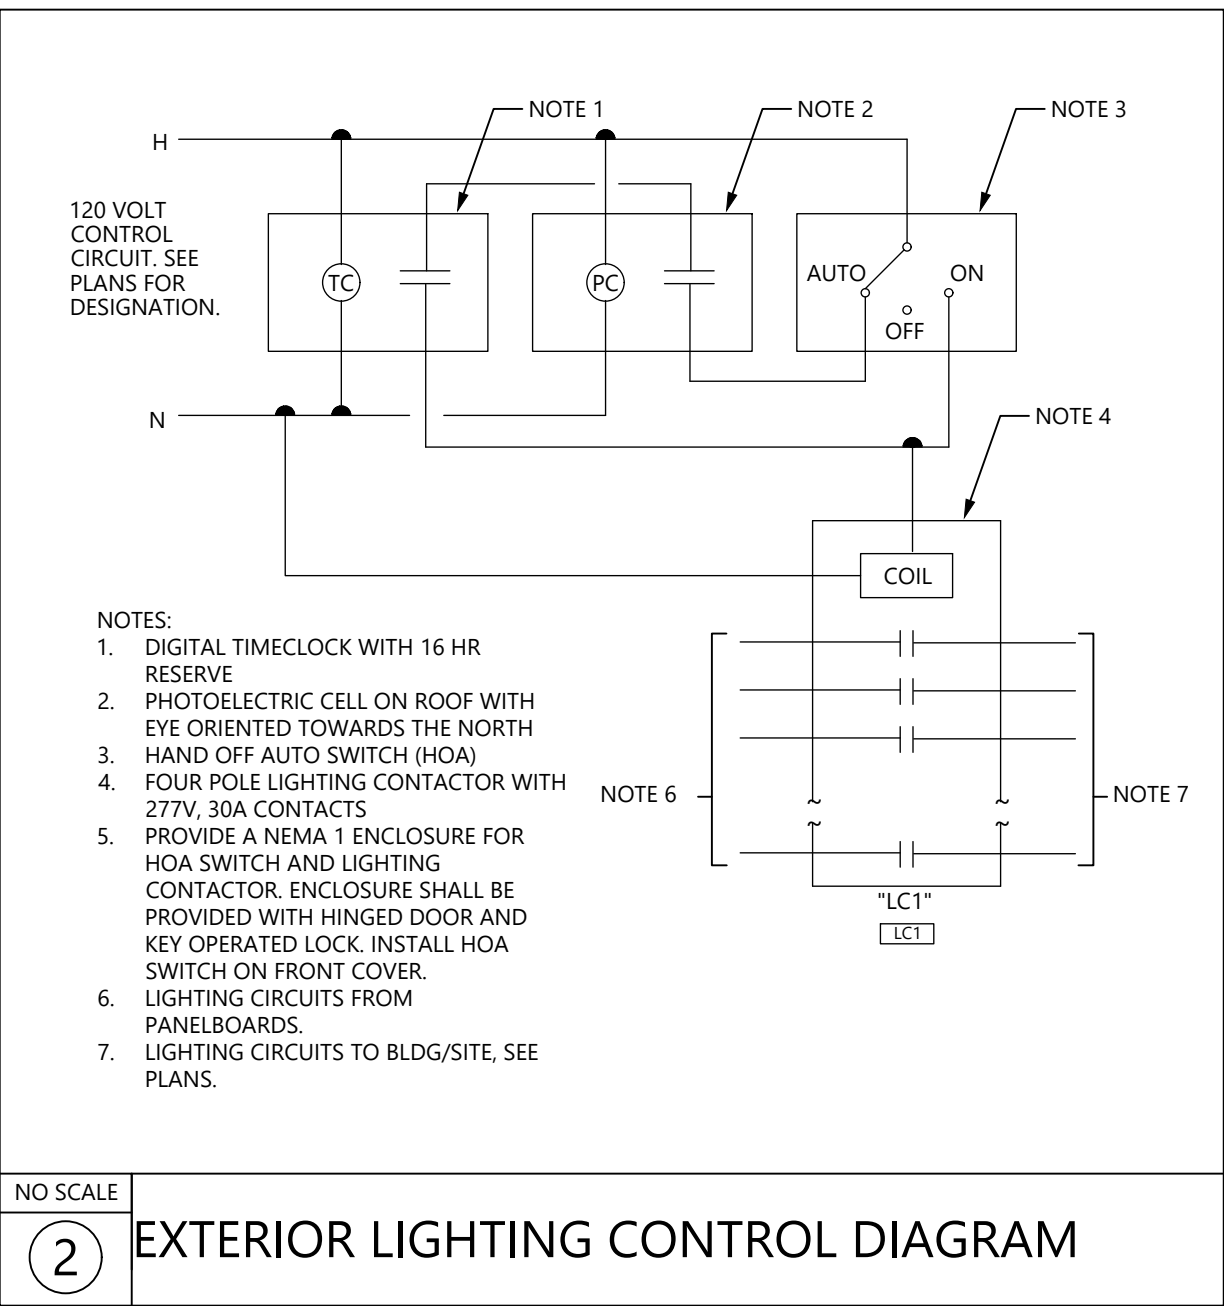 NOTE 1
NOTE 2
NOTE 3
H
120 VOLT
CONTROL
CIRCUIT. SEE
PLANS FOR
DESIGNATION.
TC
PC
AUTO
ON
OFF
N
NOTE 4
COIL
NOTES:
1. DIGITAL TIMECLOCK WITH 16 HR
RESERVE
2. PHOTOELECTRIC CELL ON ROOF WITH
EYE ORIENTED TOWARDS THE NORTH
3. HAND OFF AUTO SWITCH (HOA)
4. FOUR POLE LIGHTING CONTACTOR WITH
277V, 30A CONTACTS
5. PROVIDE A NEMA 1 ENCLOSURE FOR
HOA SWITCH AND LIGHTING
CONTACTOR. ENCLOSURE SHALL BE
PROVIDED WITH HINGED DOOR AND
KEY OPERATED LOCK. INSTALL HOA
SWITCH ON FRONT COVER.
6. LIGHTING CIRCUITS FROM
PANELBOARDS.
7. LIGHTING CIRCUITS TO BLDG/SITE, SEE
PLANS.
NOTE 6
NOTE 7
"LC1"
LC1
NO SCALE
2
EXTERIOR LIGHTING CONTROL DIAGRAM